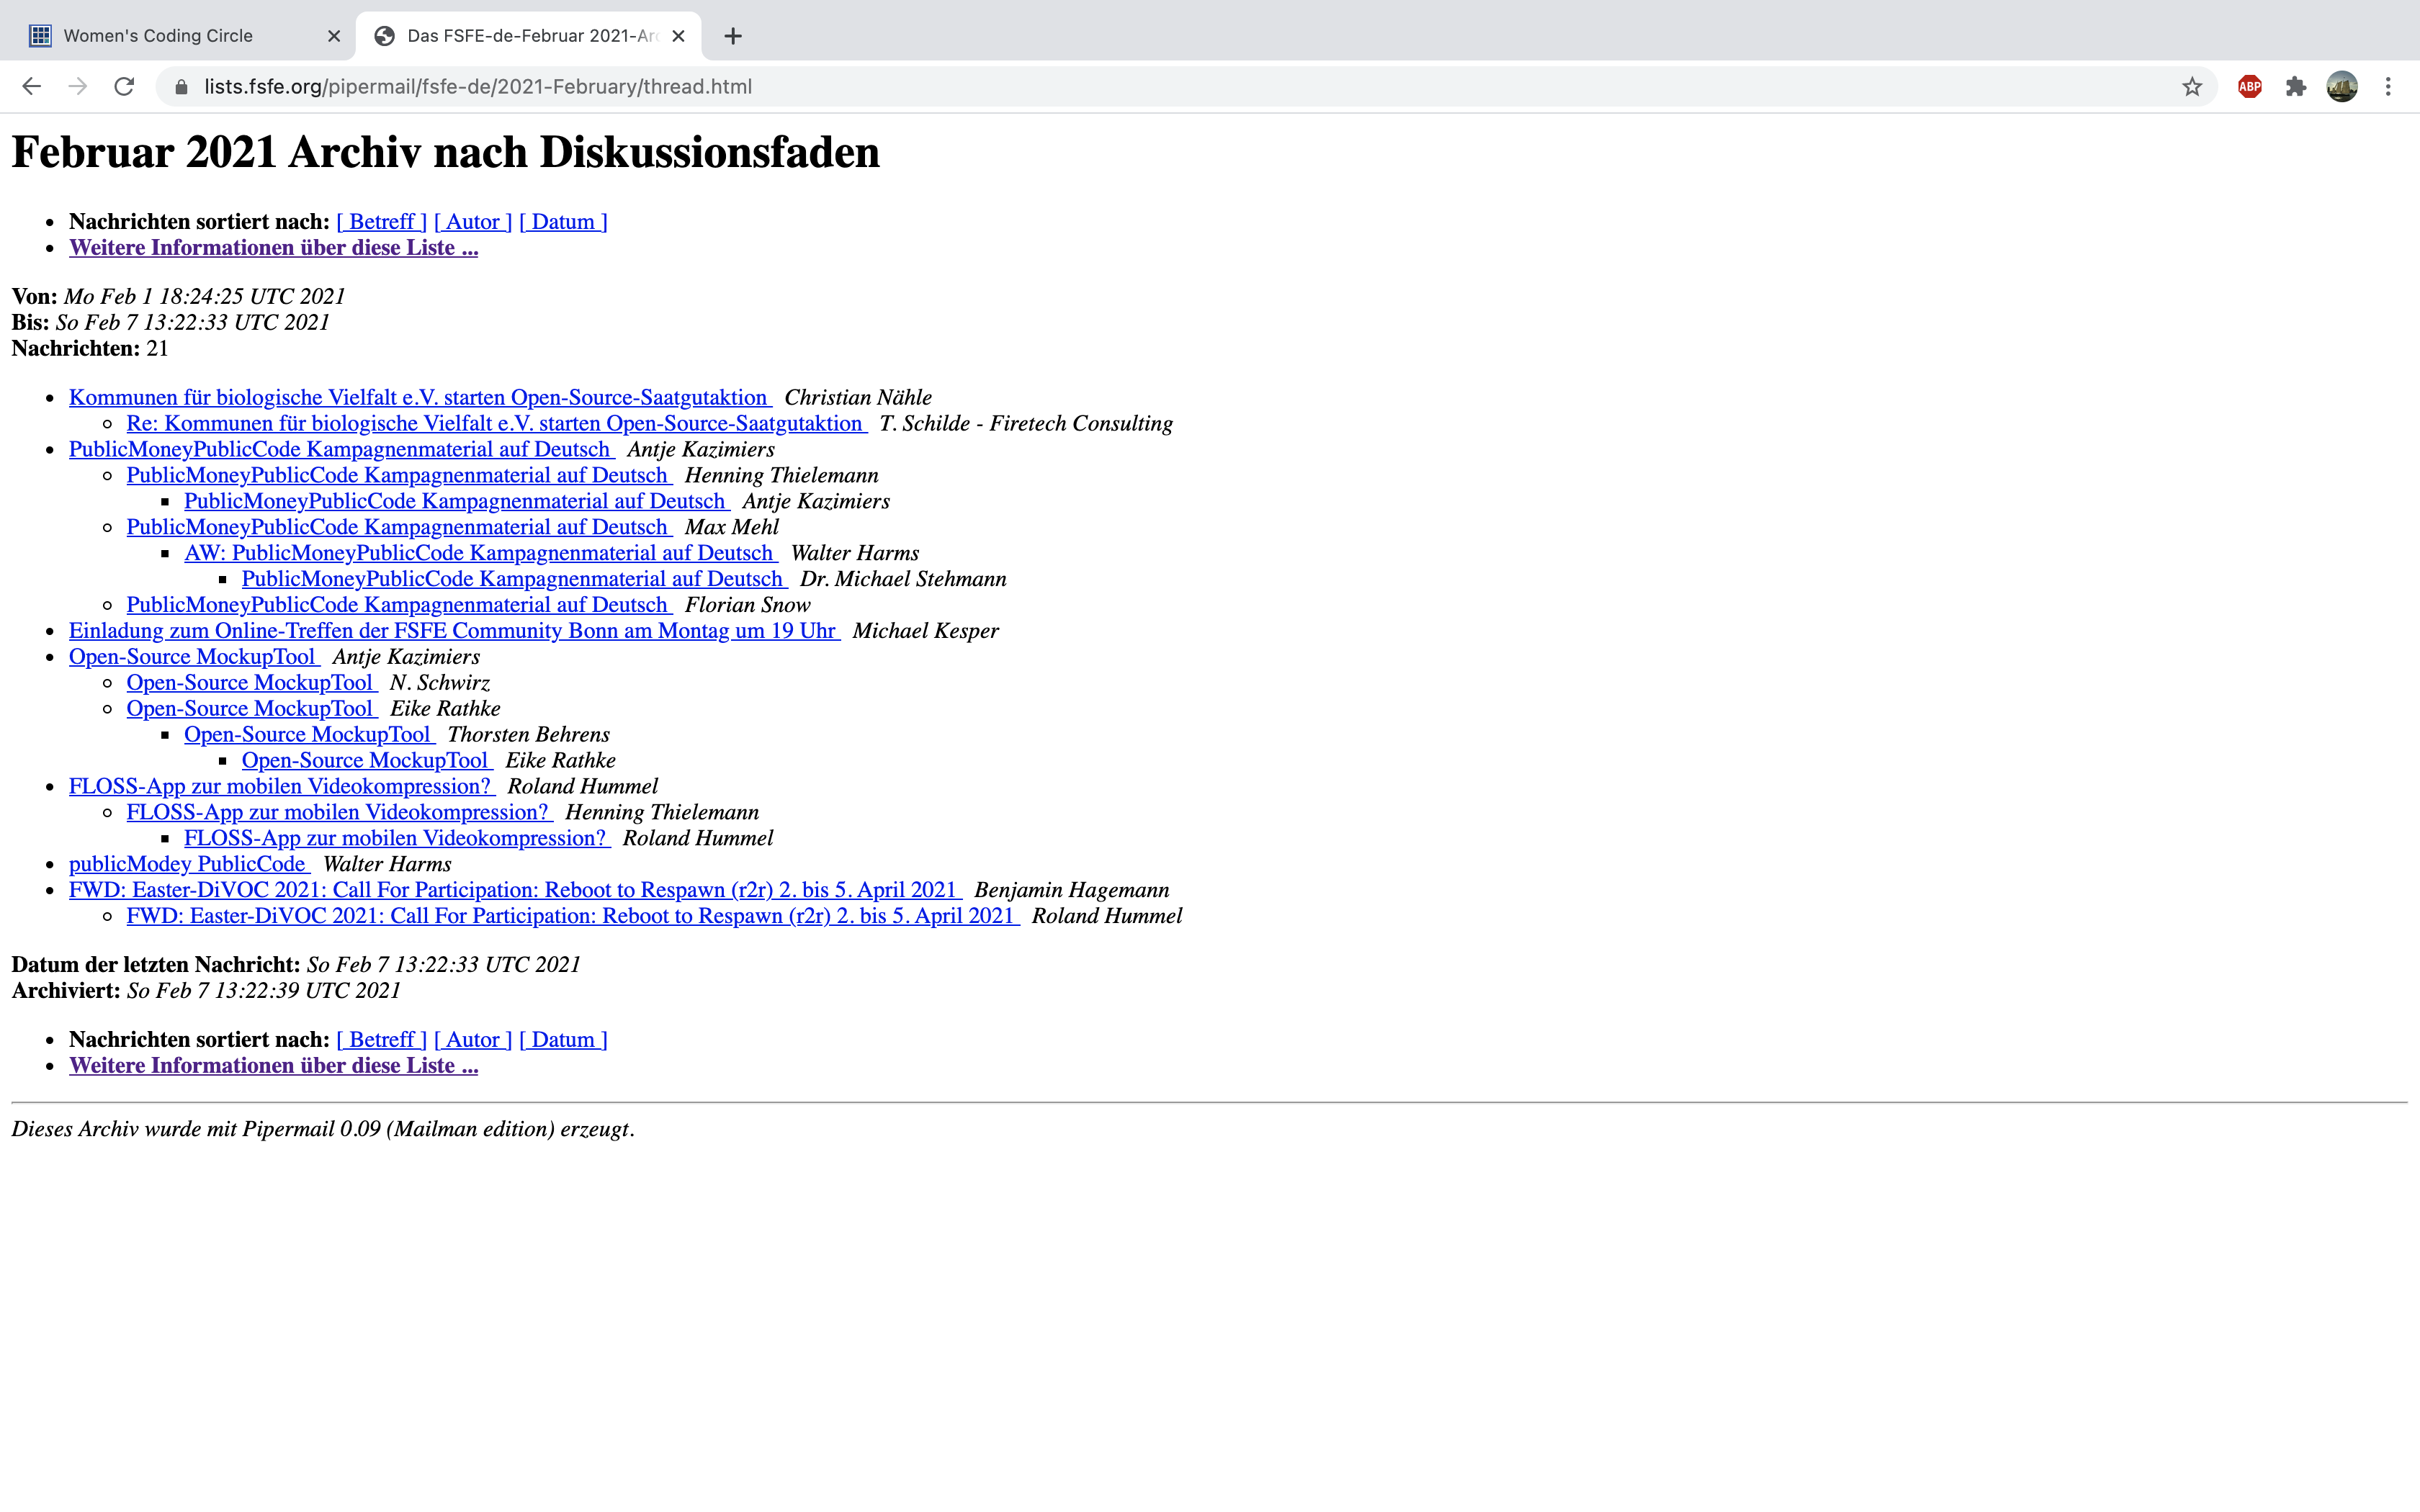 Women's Coding Circle
Das FSFE-de-Februar 2021-Arc
lists.fsfe.org/pipermail/fsfe-de/2021-February/thread.html
ABP
Februar 2021 Archiv nach Diskussionsfaden
Nachrichten sortiert nach: [ Betreff ] [ Autor ] [ Datum ]
Weitere Informationen über diese Liste ...
Von: Mo Feb 1 18:24:25 UTC 2021
Bis: So Feb 7 13:22:33 UTC 2021
Nachrichten: 21
Kommunen für biologische Vielfalt e.V. starten Open-Source-Saatgutaktion Christian Nähle
Re: Kommunen für biologische Vielfalt e.V. starten Open-Source-Saatgutaktion T. Schilde - Firetech Consulting
PublicMoneyPublicCode Kampagnenmaterial auf Deutsch Antje Kazimiers
PublicMoneyPublicCode Kampagnenmaterial auf Deutsch Henning Thielemann
PublicMoneyPublicCode Kampagnenmaterial auf Deutsch Antje Kazimiers
PublicMoneyPublicCode Kampagnenmaterial auf Deutsch Max Mehl
AW: PublicMoneyPublicCode Kampagnenmaterial auf Deutsch Walter Harms
PublicMoneyPublicCode Kampagnenmaterial auf Deutsch Dr. Michael Stehmann
PublicMoneyPublicCode Kampagnenmaterial auf Deutsch Florian Snow
Einladung zum Online-Treffen der FSFE Community Bonn am Montag um 19 Uhr Michael Kesper
Open-Source MockupTool Antje Kazimiers
Open-Source MockupTool N. Schwirz
Open-Source MockupTool Eike Rathke
Open-Source MockupTool Thorsten Behrens
Open-Source MockupTool Eike Rathke
FLOSS-App zur mobilen Videokompression? Roland Hummel
FLOSS-App zur mobilen Videokompression? Henning Thielemann
FLOSS-App zur mobilen Videokompression? Roland Hummel
publicModey PublicCode Walter Harms
FWD: Easter-DiVOC 2021: Call For Participation: Reboot to Respawn (r2r) 2. bis 5. April 2021 Benjamin Hagemann
FWD: Easter-DiVOC 2021: Call For Participation: Reboot to Respawn (r2r) 2. bis 5. April 2021 Roland Hummel
Datum der letzten Nachricht: So Feb 7 13:22:33 UTC 2021
Archiviert: So Feb 7 13:22:39 UTC 2021
Nachrichten sortiert nach: [ Betreff ] [ Autor ] [ Datum ]
Weitere Informationen über diese Liste ...
Dieses Archiv wurde mit Pipermail 0.09 (Mailman edition) erzeugt.